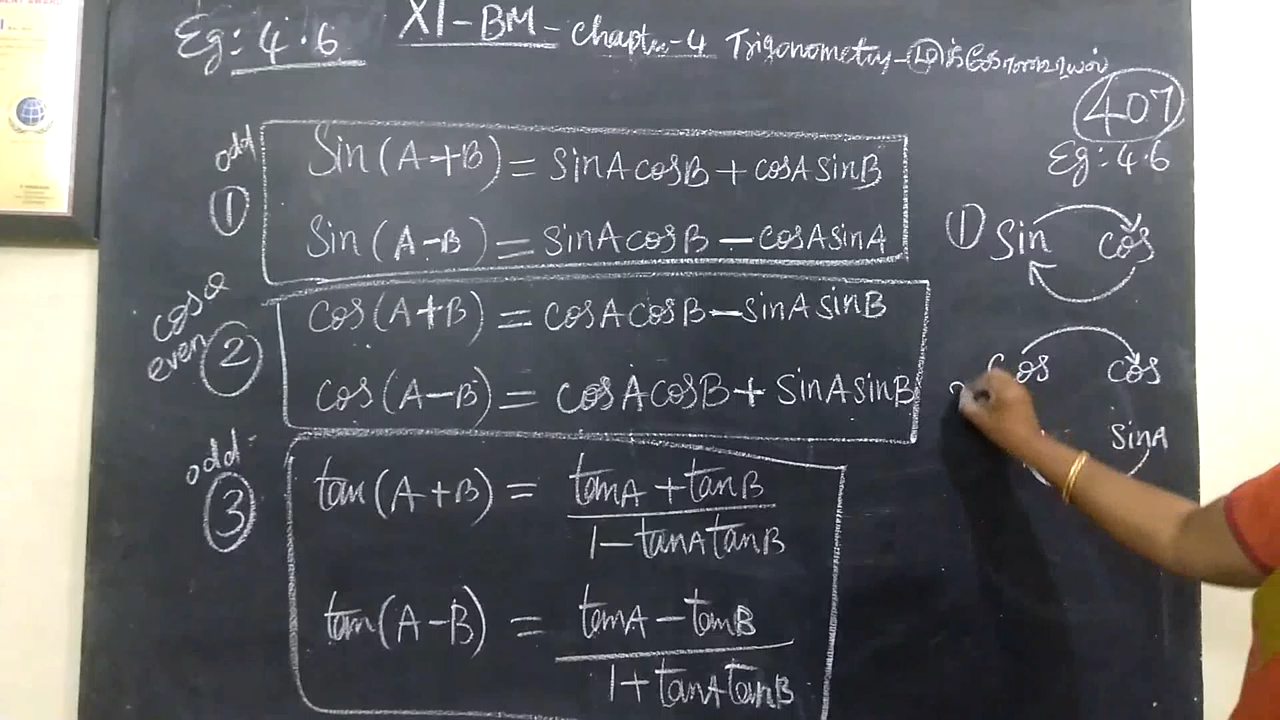 Eg: 4.6
XI-BM- Chapter-4 Trigonometry-
407
Eg: 4.6
odd
①
Sin(A+B) = SinA cosB + cosA sinB
Sin(A-B) = SinA cosB - cosA sinA
cosθ
even
②
cos(A+B) = cosA cosB - sinA sinB
cos(A-B) = cosA cosB + SinA sinB
odd
③
tan(A+B) = tanA + tanB
1 - tanA tanB
tan(A-B) = tanA - tanB
1 + tanA tanB
① Sin cos
Cos cos
SinA